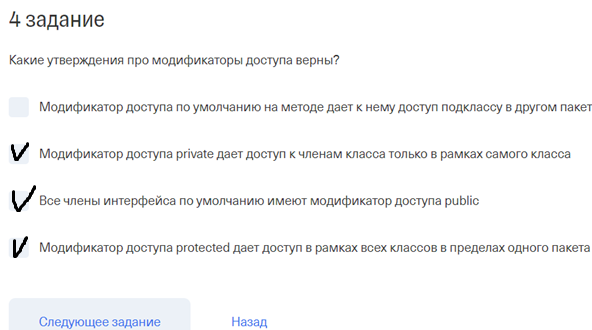 4 задание
Какие утверждения про модификаторы доступа верны?
Модификатор доступа по умолчанию на методе дает к нему доступ подклассу в другом пакет
Модификатор доступа private дает доступ к членам класса только в рамках самого класса
Все члены интерфейса по умолчанию имеют модификатор доступа public
Модификатор доступа protected дает доступ в рамках всех классов в пределах одного пакета
Следующее задание Назад